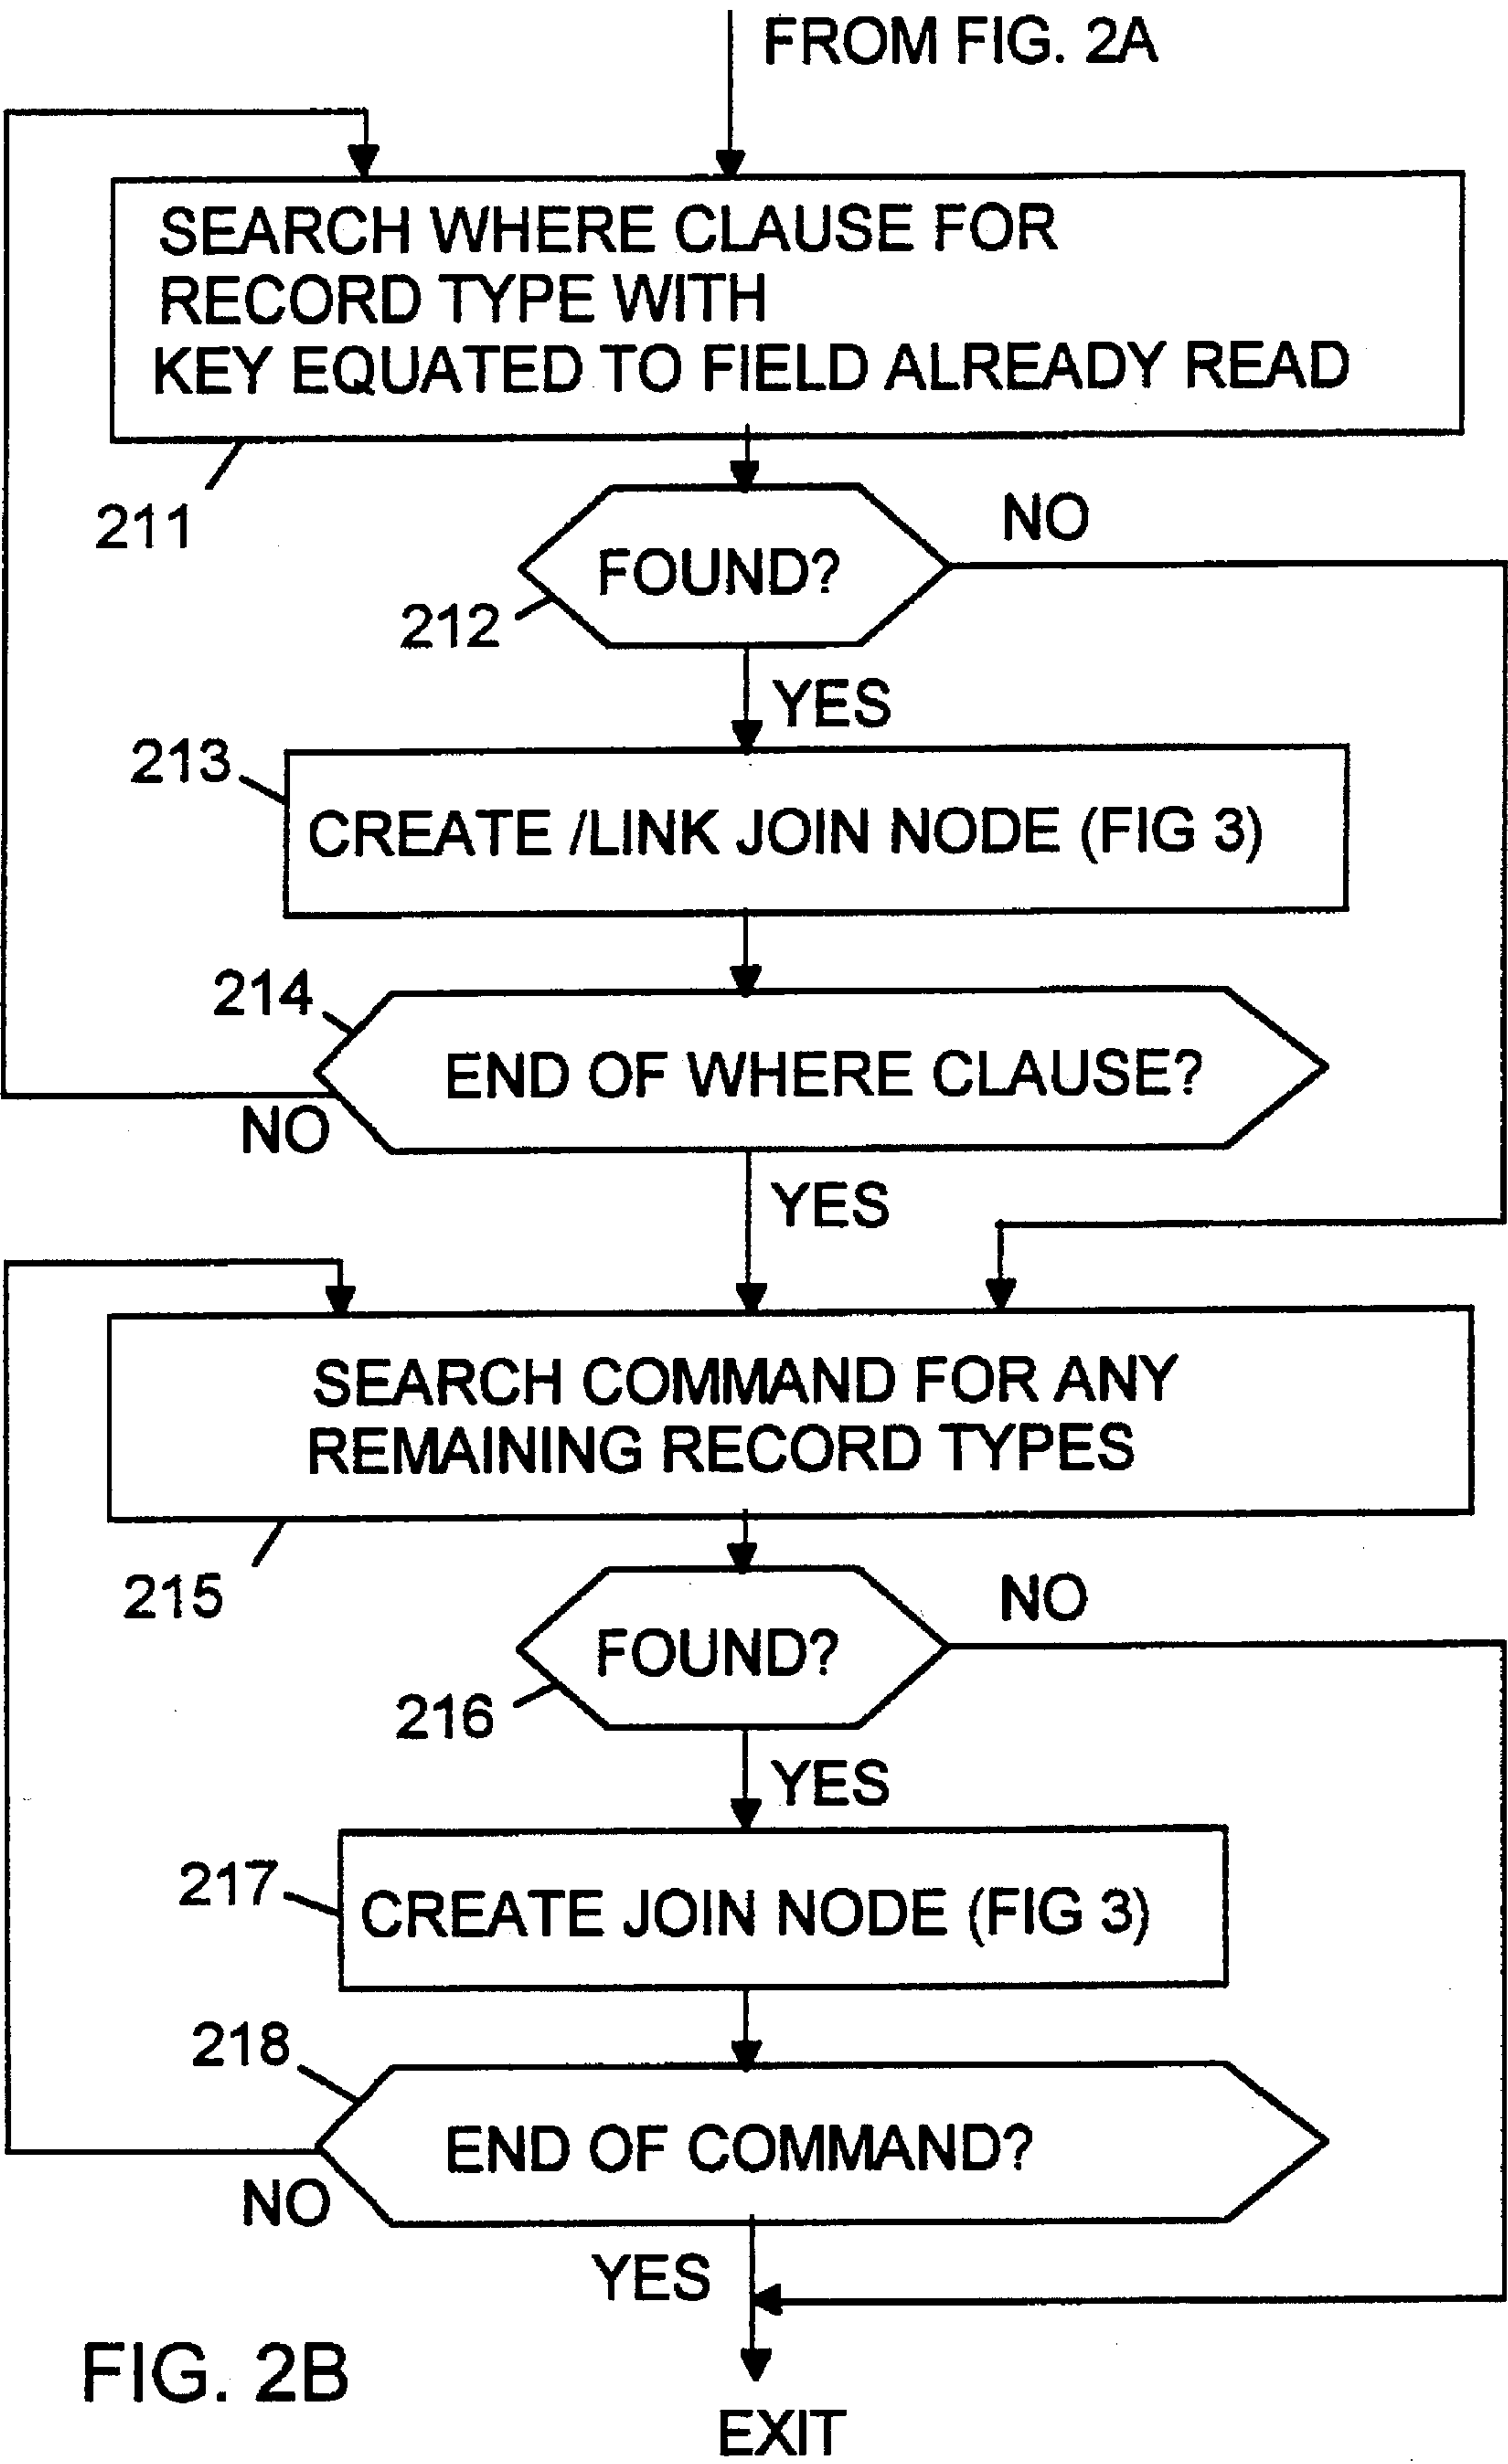 FROM FIG. 2A
SEARCH WHERE CLAUSE FOR
RECORD TYPE WITH
KEY EQUATED TO FIELD ALREADY READ
211
NO
FOUND?
212
YES
213
CREATE /LINK JOIN NODE (FIG 3)
214
END OF WHERE CLAUSE?
NO
YES
SEARCH COMMAND FOR ANY
REMAINING RECORD TYPES
215
NO
FOUND?
216
YES
217
CREATE JOIN NODE (FIG 3)
218
END OF COMMAND?
NO
YES
FIG. 2B
EXIT